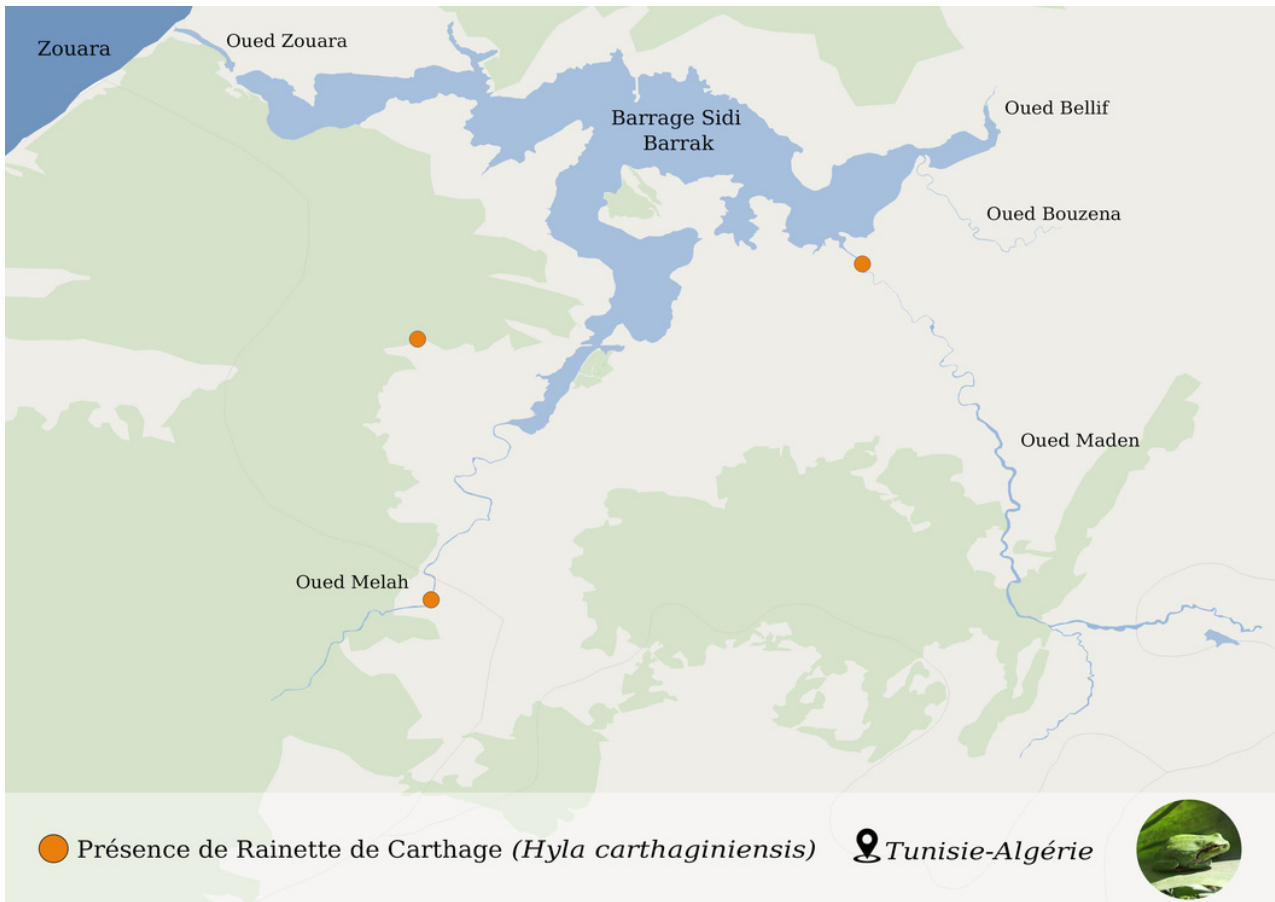 Zouara
Oued Zouara
Barrage Sidi
Barrak
Oued Bellif
Oued Bouzena
Oued Maden
Oued Melah
Présence de Rainette de Carthage (Hyla carthaginiensis)
Tunisie-Algérie